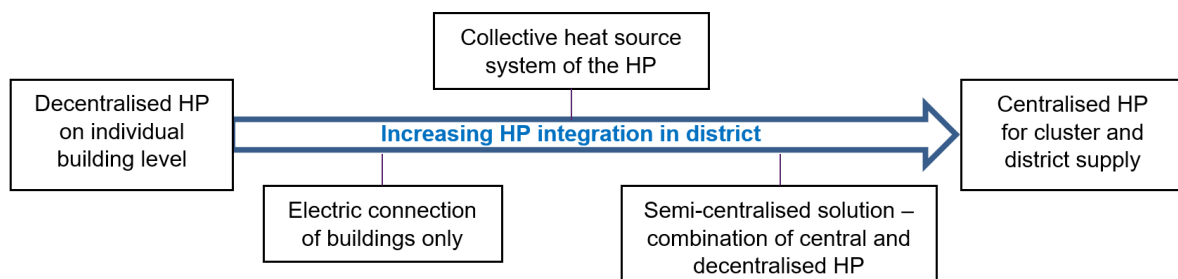 Collective heat source
system of the HP
Decentralised HP
on individual
building level
Increasing HP integration in district
Centralised HP
for cluster and
district supply
Electric connection
of buildings only
Semi-centralised solution –
combination of central and
decentralised HP